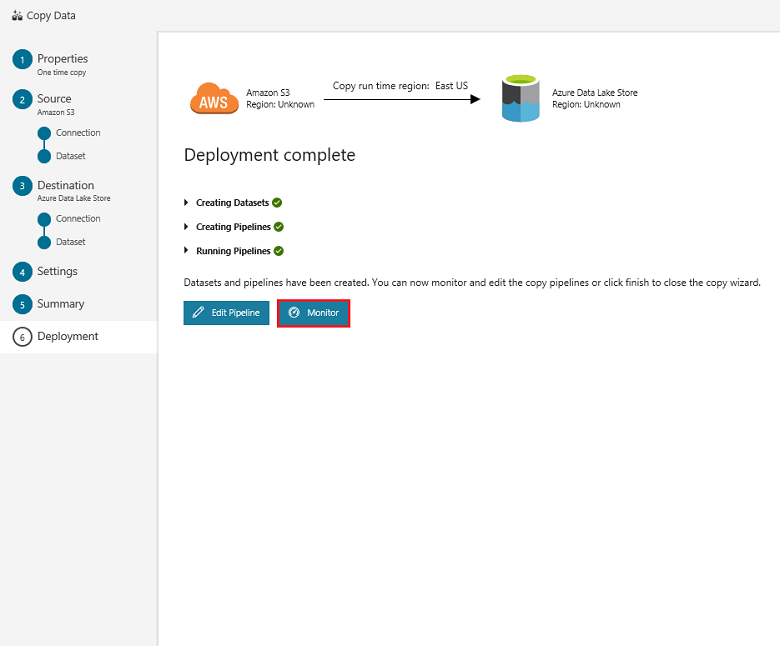 Copy Data
1 Properties
One time copy
2 Source
Amazon S3
Connection
Dataset
3 Destination
Azure Data Lake Store
Connection
Dataset
4 Settings
5 Summary
6 Deployment
AWS
Amazon S3
Region: Unknown
Copy run time region: East US
Azure Data Lake Store
Region: Unknown
Deployment complete
Creating Datasets
Creating Pipelines
Running Pipelines
Datasets and pipelines have been created. You can now monitor and edit the copy pipelines or click finish to close the copy wizard.
Edit Pipeline
Monitor